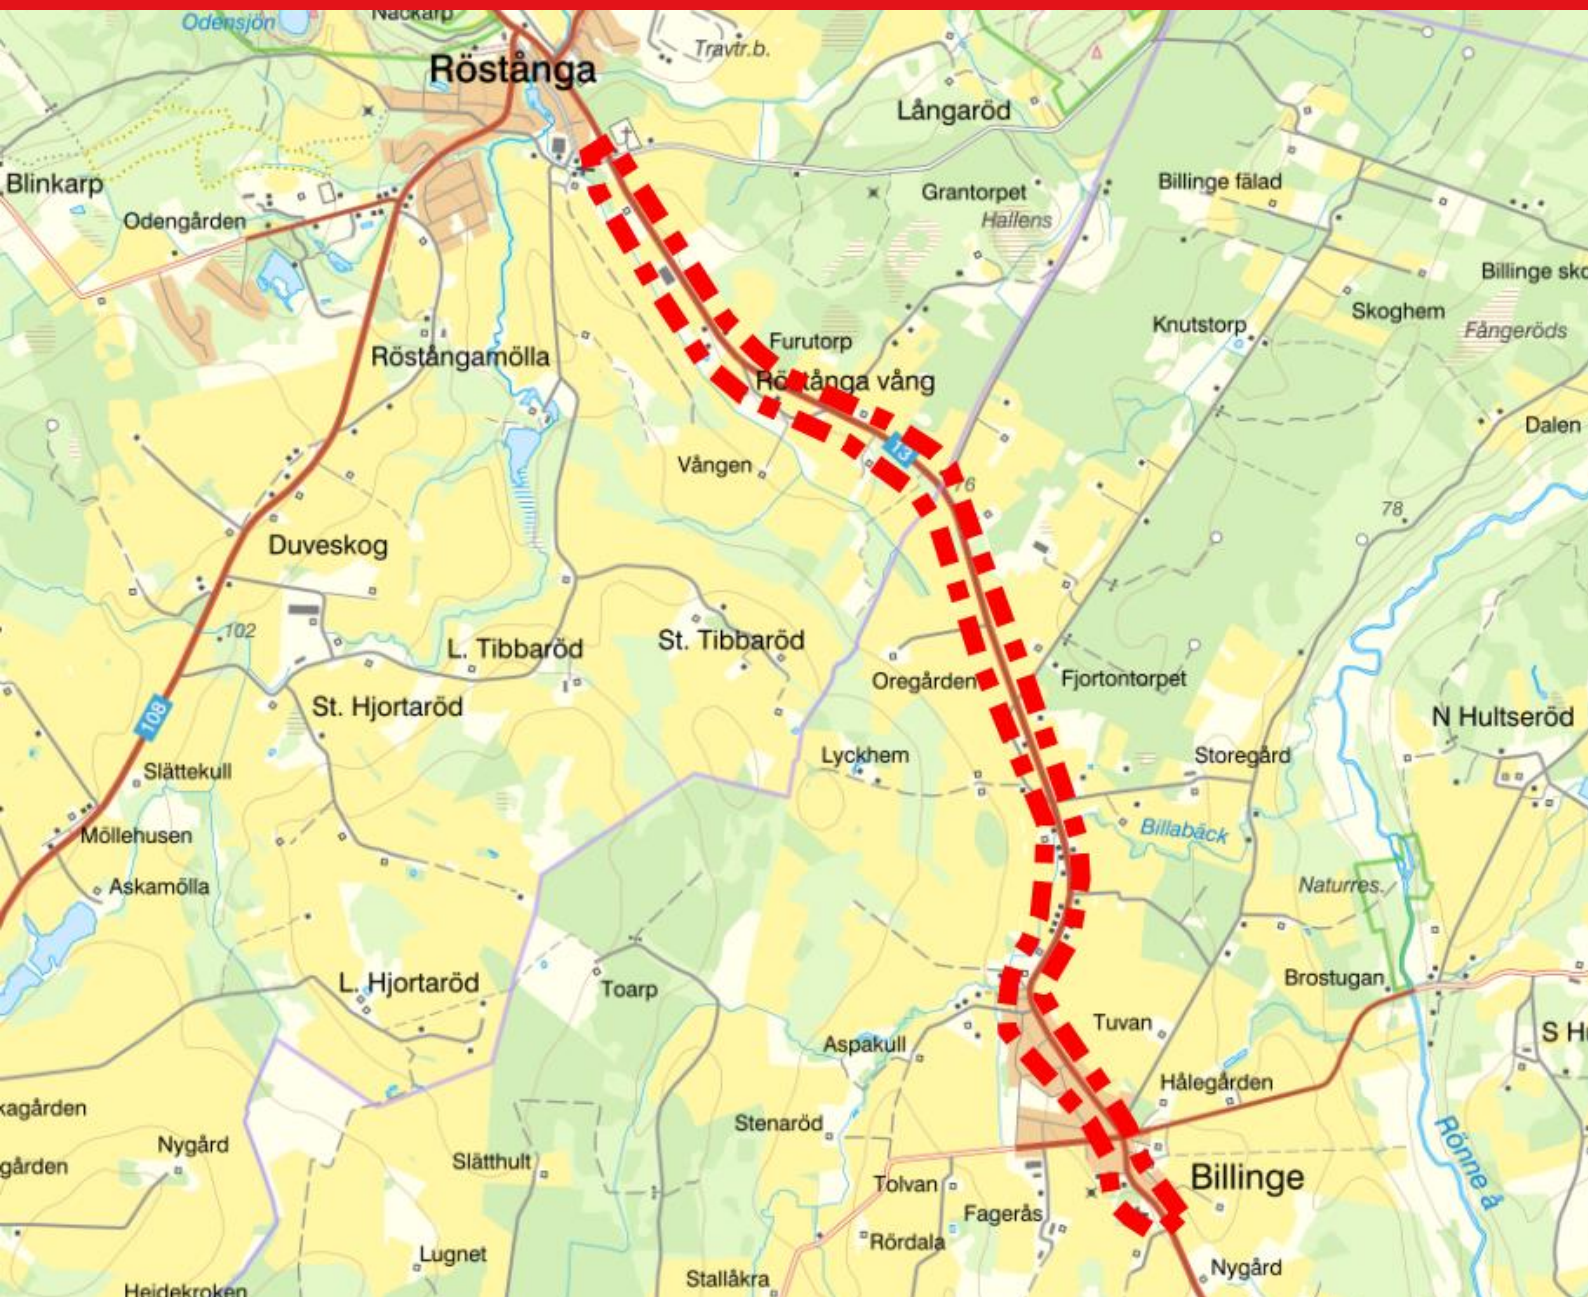 Odensjön
Nackarp
Röstånga
Travtr.b.
Långaröd
Blinkarp
Odengården
Grantorpet
Hallens
Billinge fälad
Billinge sko
Skoghem
Fångeröds
Knutstorp
Röstångamölla
Furutorp
Röstånga vång
Dalen
13
Vången
76
78
Duveskog
102
L. Tibbaröd
St. Tibbaröd
Oregården
Fjortontorpet
St. Hjortaröd
108
N Hultseröd
Lyckhem
Storegård
Slättekull
Möllehusen
Billabäck
Askamölla
Naturres.
L. Hjortaröd
Toarp
Brostugan
Tuvan
Aspakull
S H
Hålegården
kagården
Nygård
Stenaröd
Rönne å
gården
Slätthult
Tolvan
Billinge
Fagerås
Rördala
Lugnet
Nygård
Stallåkra
Heidekroken